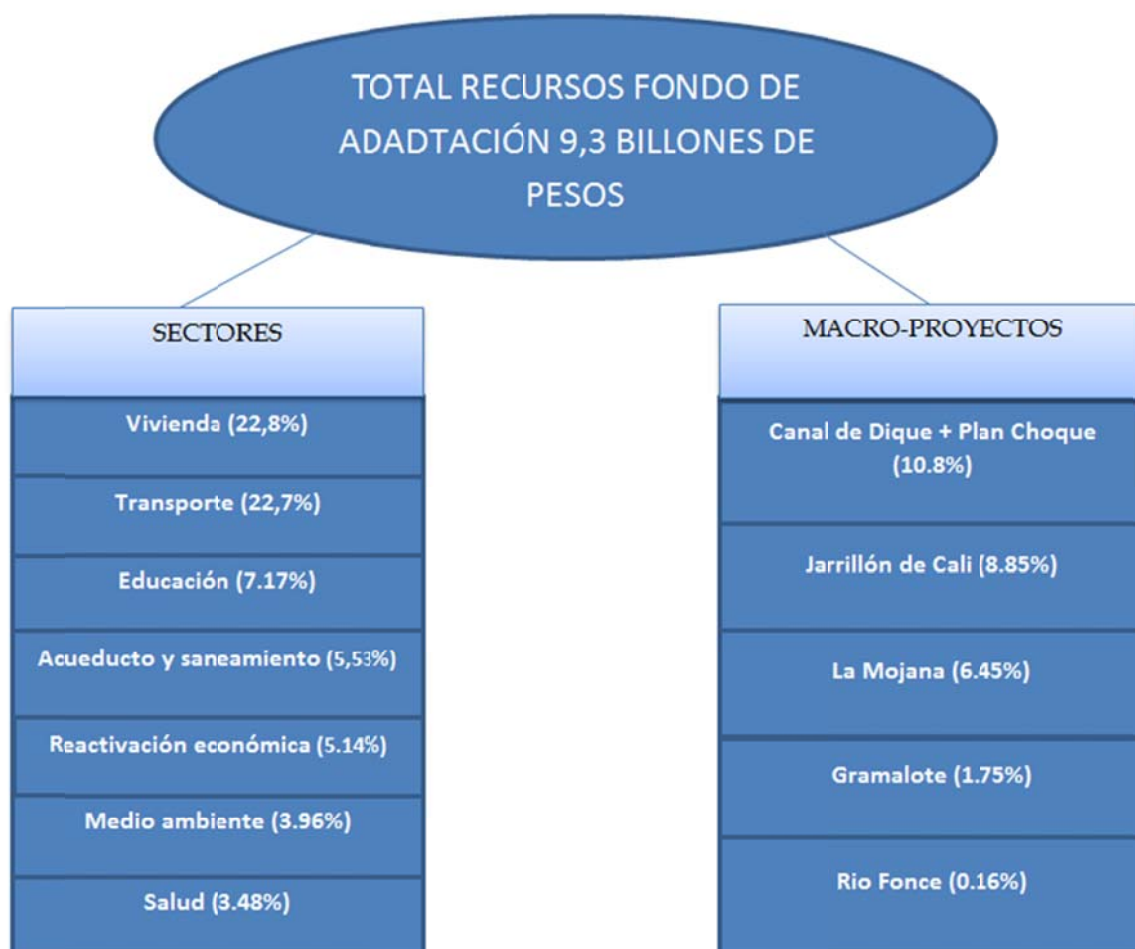 TOTAL RECURSOS FONDO DE
ADADTACIÓN 9,3 BILLONES DE
PESOS
SECTORES
Vivienda (22,8%)
Transporte (22,7%)
Educación (7.17%)
Acueducto y saneamiento (5,53%)
Reactivación económica (5.14%)
Medio ambiente (3.96%)
Salud (3.48%)
MACRO-PROYECTOS
Canal de Dique + Plan Choque
(10.8%)
Jarrillón de Cali (8.85%)
La Mojana (6.45%)
Gramalote (1.75%)
Rio Fonce (0.16%)